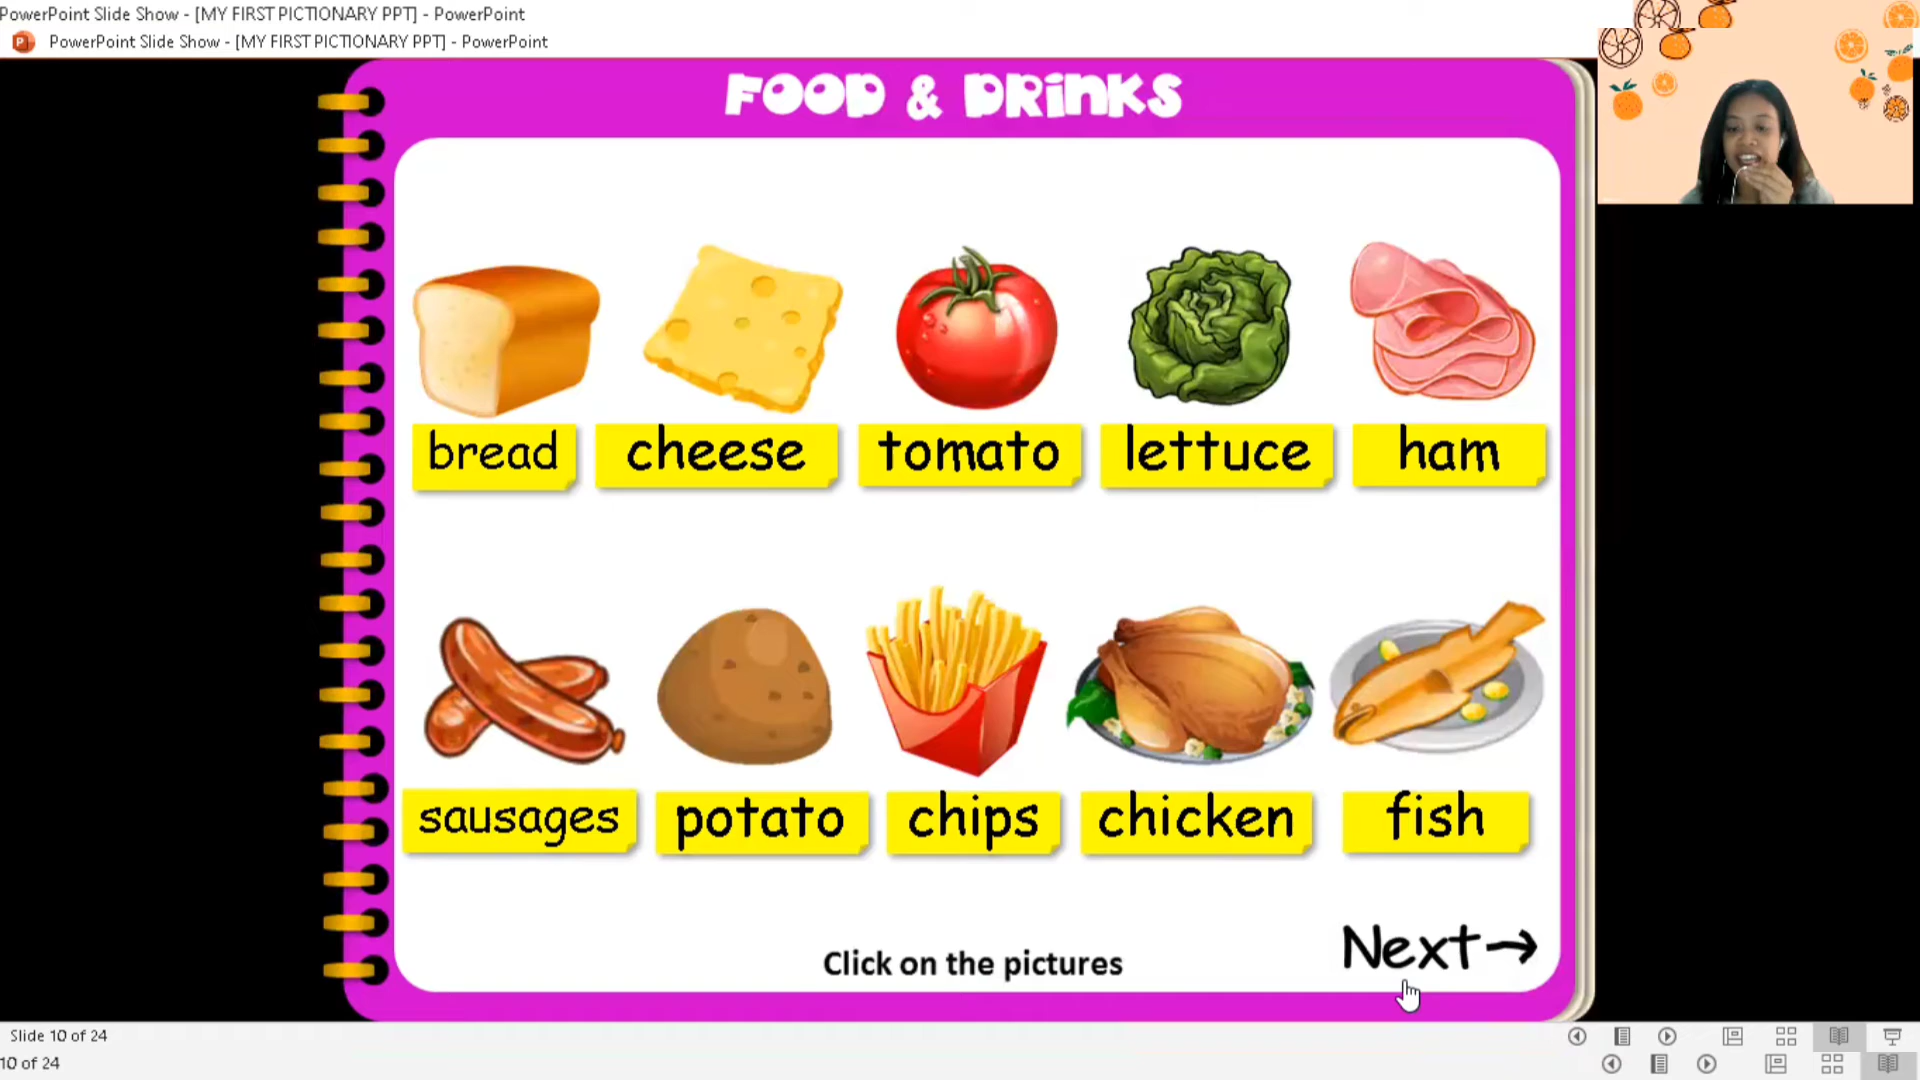 PowerPoint Slide Show - [MY FIRST PICTIONARY PPT] - PowerPoint
PowerPoint Slide Show - [MY FIRST PICTIONARY PPT] - PowerPoint
FOOD & DRiNKS
bread cheese tomato lettuce ham
sausages potato chips chicken fish
Next→
Click on the pictures
Slide 10 of 24
10 of 24